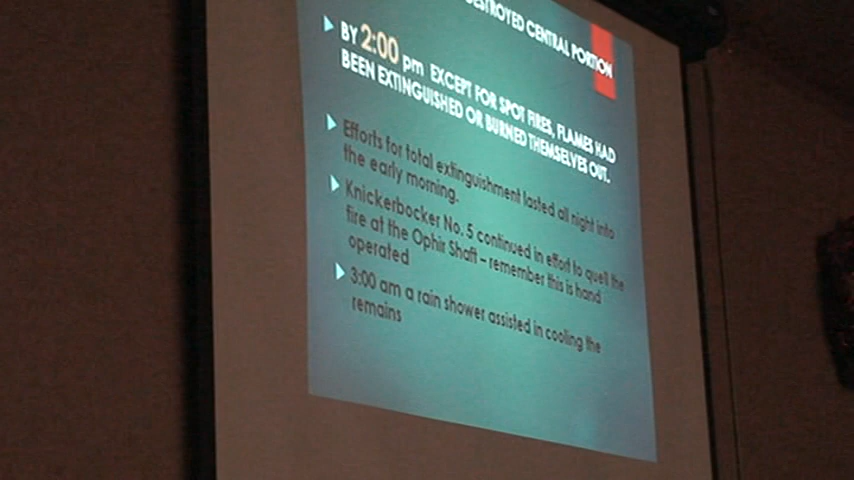 DESTROYED CENTRAL PORTION
BY 2:00 pm EXCEPT FOR SPOT FIRES, FLAMES HAD
BEEN EXTINGUISHED OR BURNED THEMSELVES OUT.
Efforts for total extinguishment lasted all night into
the early morning.
Knickerbocker No. 5 continued in effort to quell the
fire at the Ophir Shaft – remember this is hand
operated
3:00 am a rain shower assisted in cooling the
remains